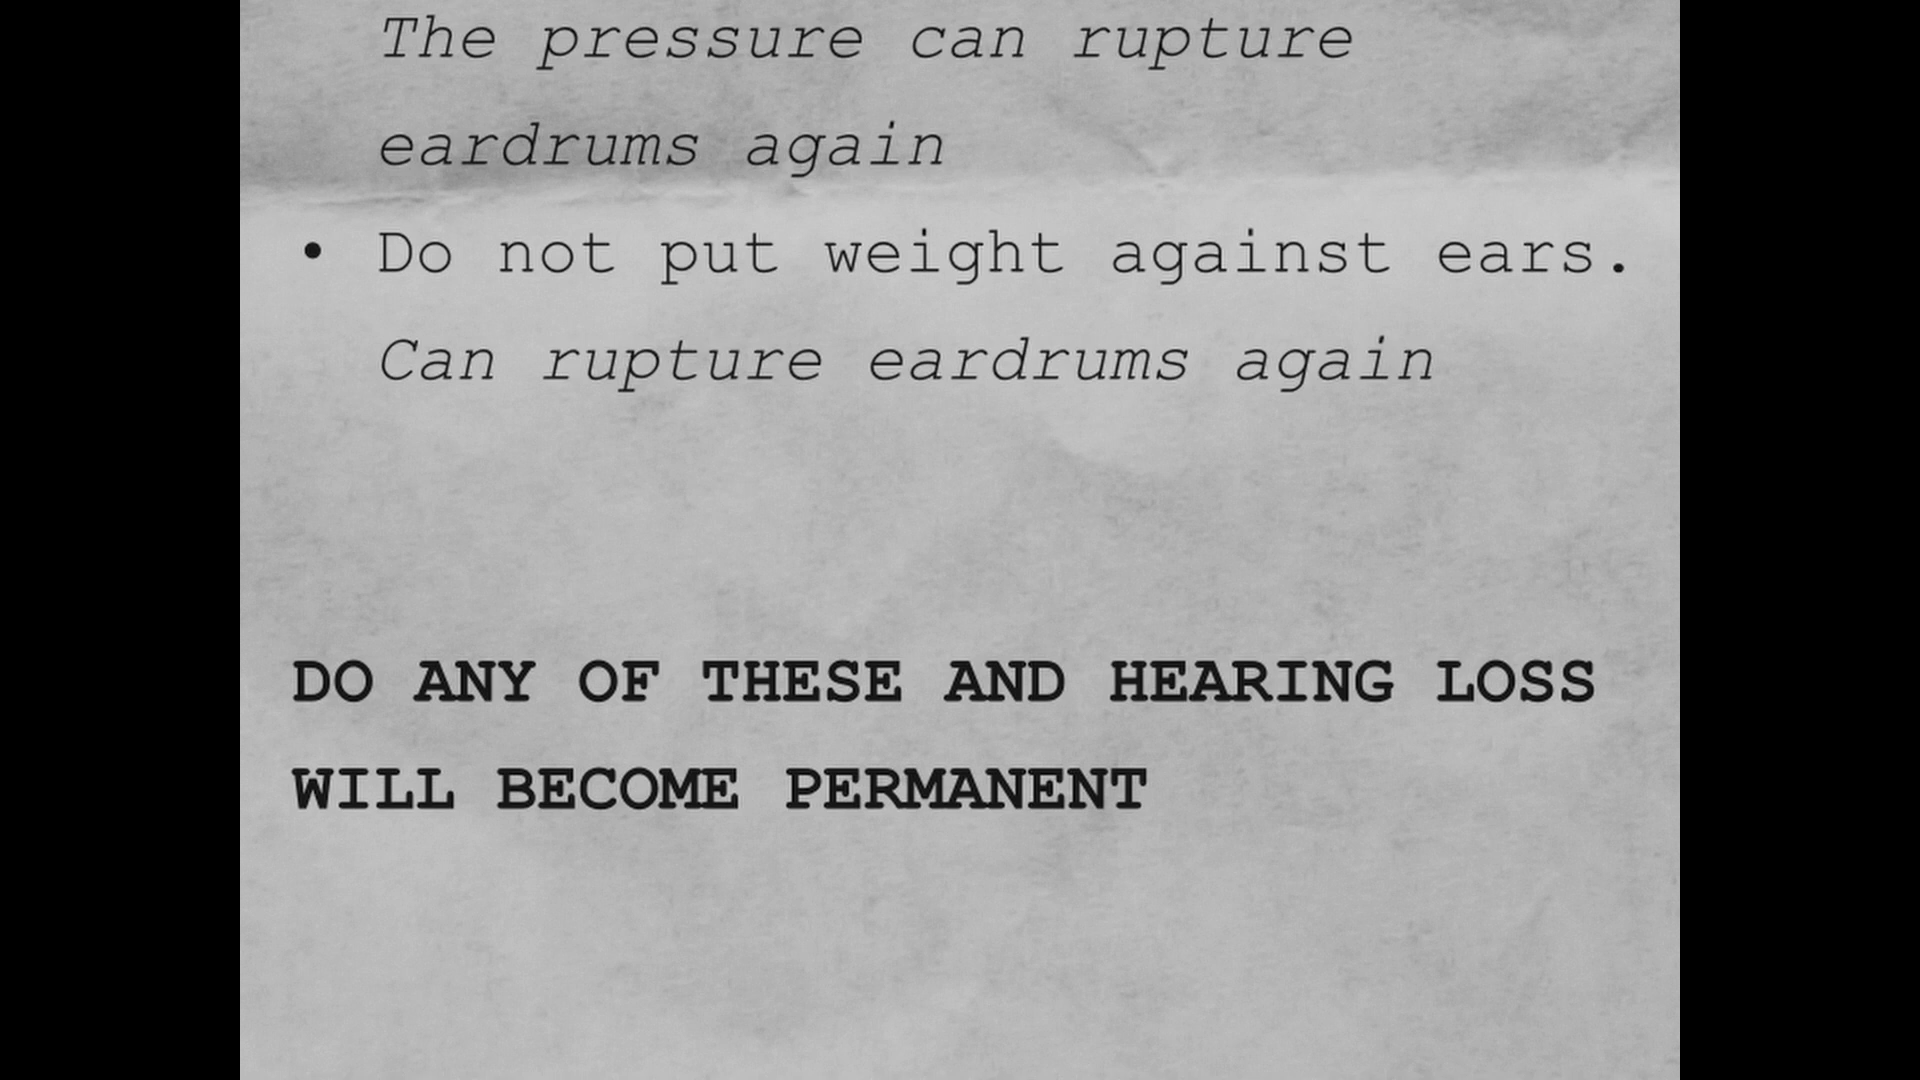 The pressure can rupture
eardrums again
• Do not put weight against ears.
Can rupture eardrums again
DO ANY OF THESE AND HEARING LOSS
WILL BECOME PERMANENT